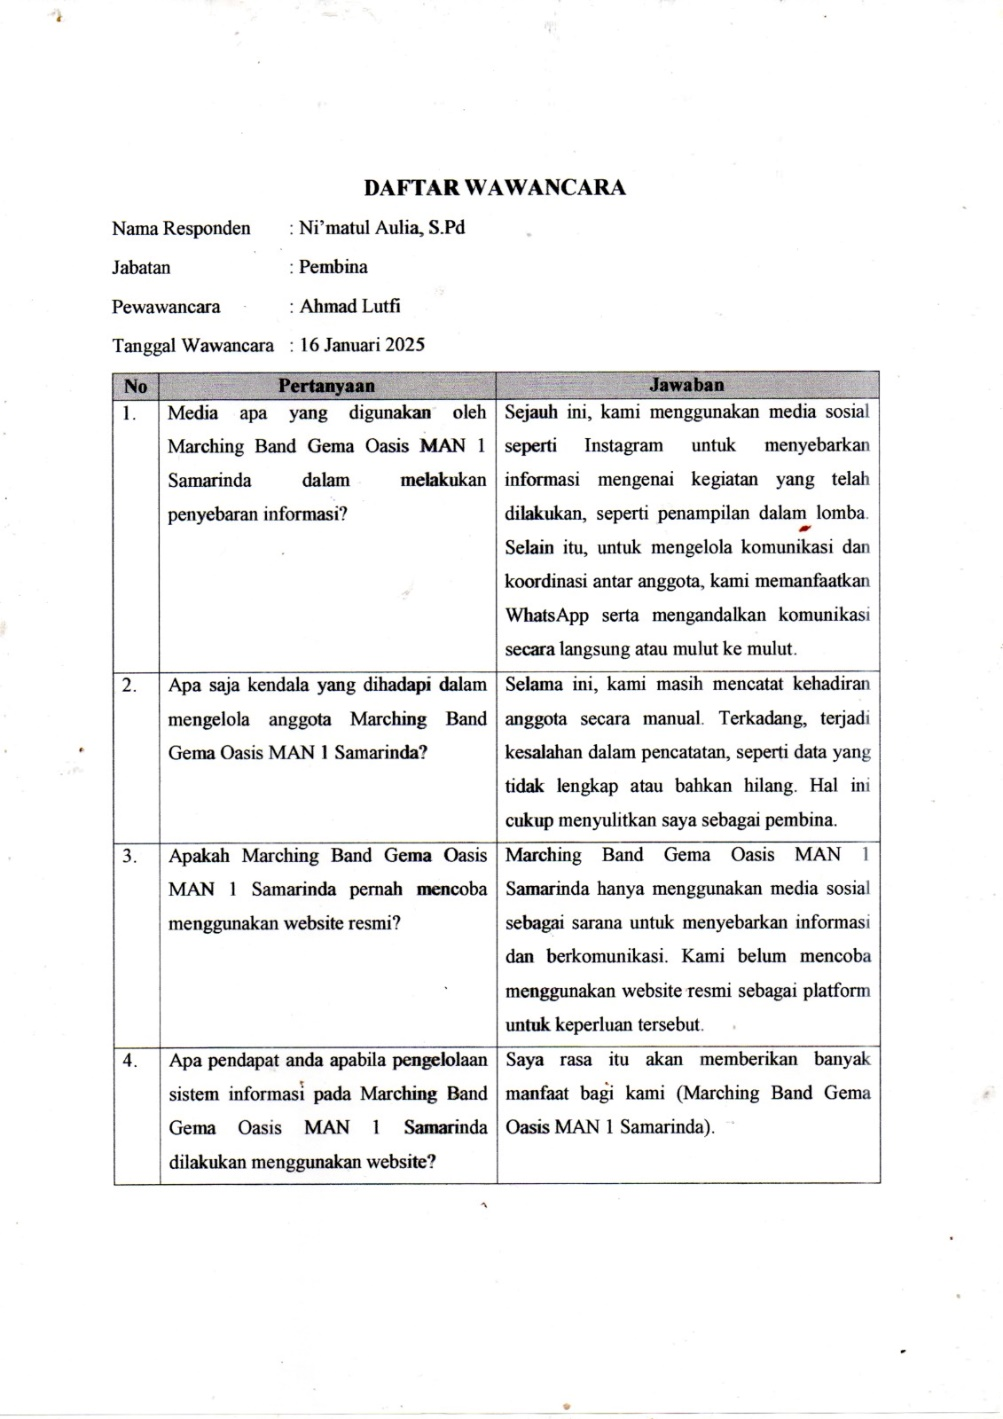 DAFTAR WAWANCARA
Nama Responden : Ni'matul Aulia, S.Pd
Jabatan : Pembina
Pewawancara : Ahmad Lutfi
Tanggal Wawancara : 16 Januari 2025
No Pertanyaan Jawaban
1. Media apa yang digunakan oleh
Marching Band Gema Oasis MAN 1
Samarinda dalam melakukan
penyebaran informasi?
Sejauh ini, kami menggunakan media sosial
seperti Instagram untuk menyebarkan
informasi mengenai kegiatan yang telah
dilakukan, seperti penampilan dalam lomba.
Selain itu, untuk mengelola komunikasi dan
koordinasi antar anggota, kami memanfaatkan
WhatsApp serta mengandalkan komunikasi
secara langsung atau mulut ke mulut.
2. Apa saja kendala yang dihadapi dalam
mengelola anggota Marching Band
Gema Oasis MAN 1 Samarinda?
Selama ini, kami masih mencatat kehadiran
anggota secara manual. Terkadang, terjadi
kesalahan dalam pencatatan, seperti data yang
tidak lengkap atau bahkan hilang. Hal ini
cukup menyulitkan saya sebagai pembina.
3. Apakah Marching Band Gema Oasis
MAN 1 Samarinda pernah mencoba
menggunakan website resmi?
Marching Band Gema Oasis MAN 1
Samarinda hanya menggunakan media sosial
sebagai sarana untuk menyebarkan informasi
dan berkomunikasi. Kami belum mencoba
menggunakan website resmi sebagai platform
untuk keperluan tersebut.
4. Apa pendapat anda apabila pengelolaan
sistem informasi pada Marching Band
Gema Oasis MAN 1 Samarinda
dilakukan menggunakan website?
Saya rasa itu akan memberikan banyak
manfaat bagi kami (Marching Band Gema
Oasis MAN 1 Samarinda).